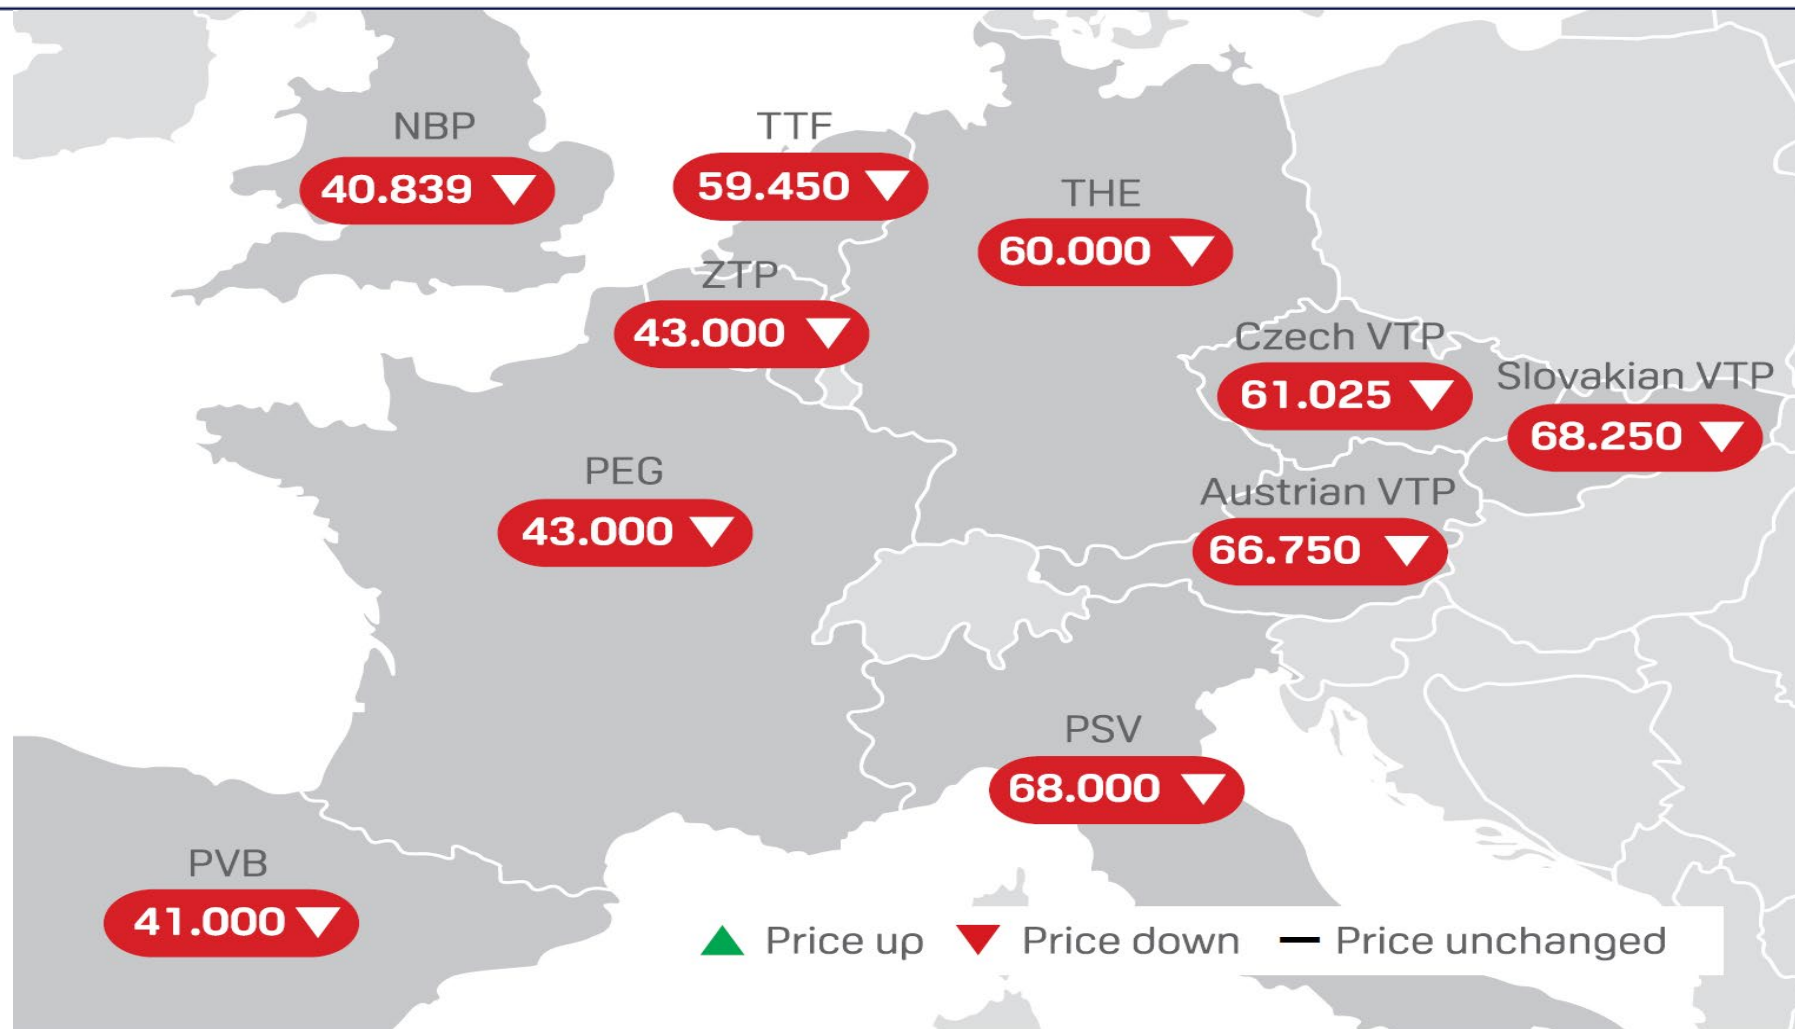 NBP
40.839
TTF
59.450
THE
60.000
ZTP
43.000
Czech VTP
61.025
Slovakian VTP
68.250
PEG
43.000
Austrian VTP
66.750
PSV
68.000
PVB
41.000
Price up
Price down
Price unchanged